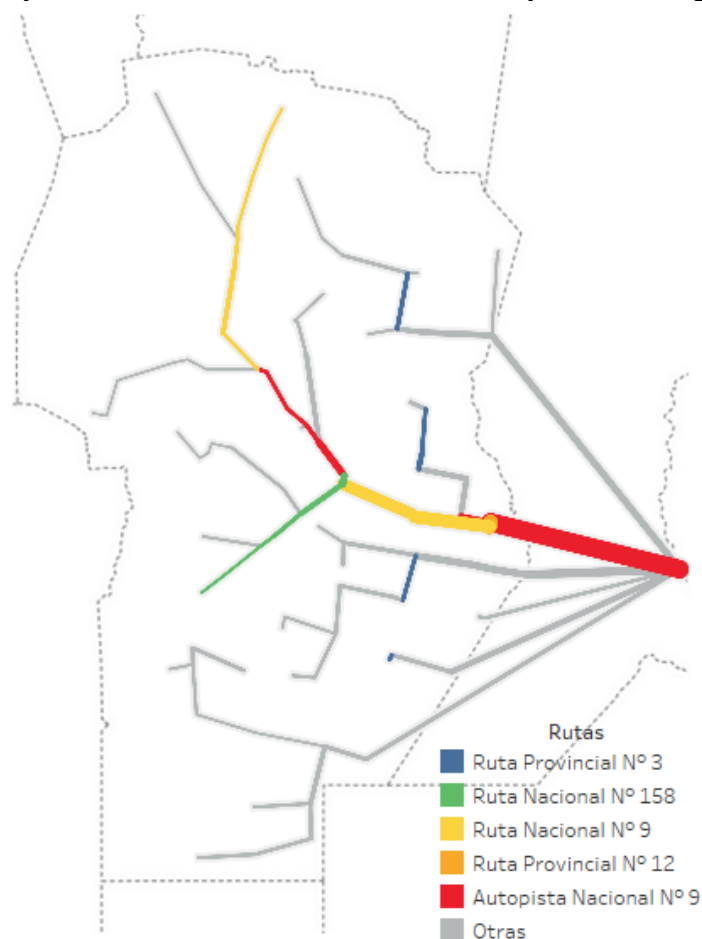 Rutas
Ruta Provincial Nº 3
Ruta Nacional Nº 158
Ruta Nacional Nº 9
Ruta Provincial Nº 12
Autopista Nacional Nº 9
Otras